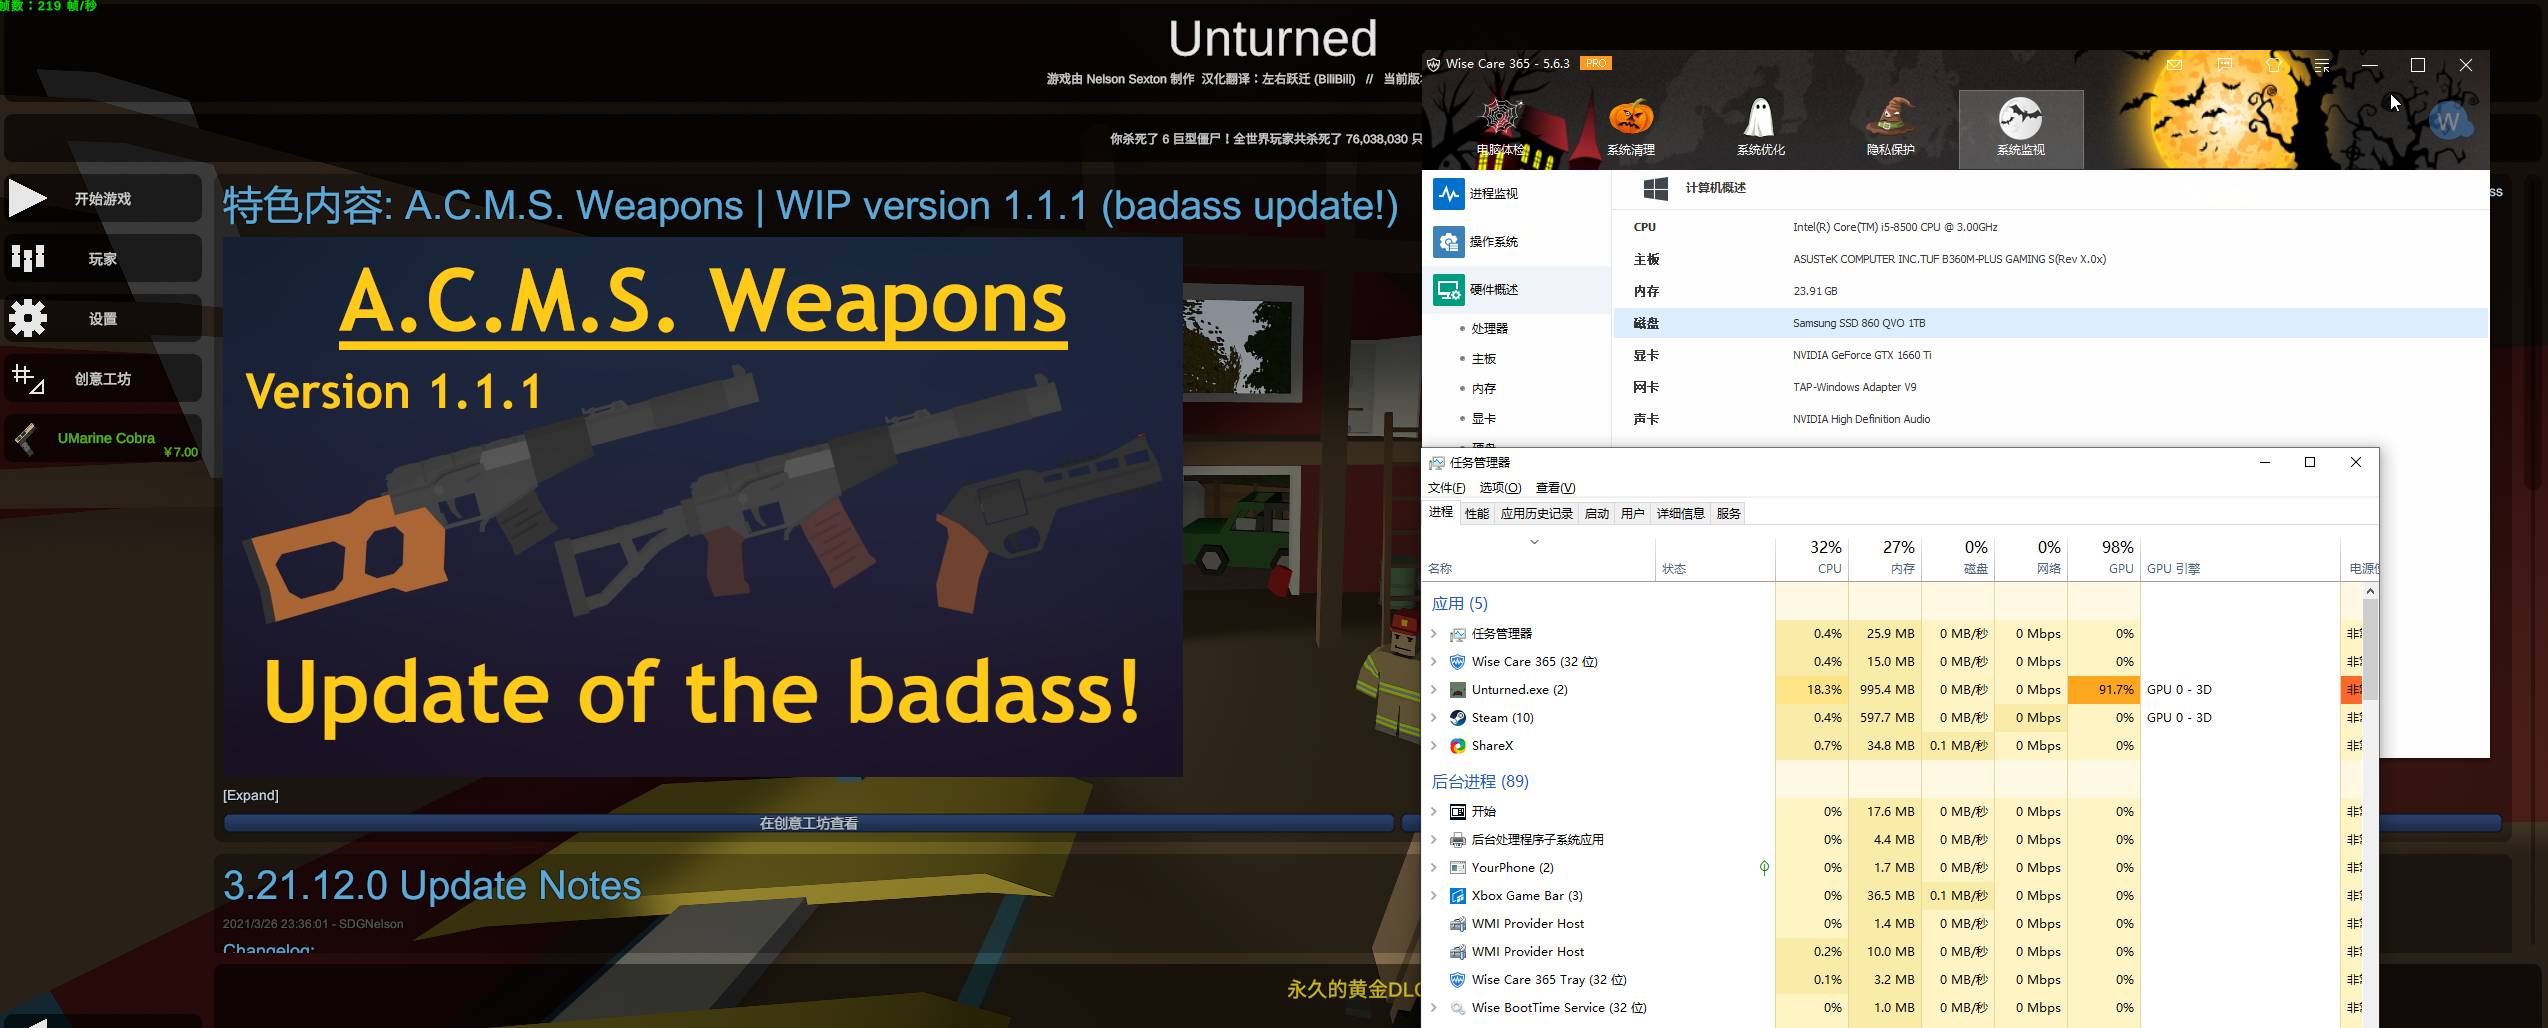 帧数：219 帧/秒
Unturned
游戏由 Nelson Sexton 制作 汉化翻译：左右跃迁 (BiliBili) // 当前版
你杀死了 6 巨型僵尸！全世界玩家共杀死了 76,038,030 只
开始游戏
玩家
设置
创意工坊
UMarine Cobra
¥7.00
特色内容: A.C.M.S. Weapons | WIP version 1.1.1 (badass update!)
A.C.M.S. Weapons
Version 1.1.1
Update of the badass!
[Expand]
在创意工坊查看
3.21.12.0 Update Notes
2021/3/26 23:36:01 - SDGNelson
Changelog:
永久的黄金DLC
ss
Wise Care 365 - 5.6.3 PRO
电脑体检 系统清理 系统优化 隐私保护 系统监视
W
进程监视
操作系统
硬件概述
处理器
主板
内存
显卡
硬盘
计算机概述
CPU Intel(R) Core(TM) i5-8500 CPU @ 3.00GHz
主板 ASUSTeK COMPUTER INC.TUF B360M-PLUS GAMING S(Rev X.0x)
内存 23.91 GB
磁盘 Samsung SSD 860 QVO 1TB
显卡 NVIDIA GeForce GTX 1660 Ti
网卡 TAP-Windows Adapter V9
声卡 NVIDIA High Definition Audio
任务管理器
文件(F) 选项(O) 查看(V)
进程 性能 应用历史记录 启动 用户 详细信息 服务
32% 27% 0% 0% 98%
名称 状态 CPU 内存 磁盘 网络 GPU GPU 引擎 电源
应用 (5)
任务管理器 0.4% 25.9 MB 0 MB/秒 0 Mbps 0% 非
Wise Care 365 (32 位) 0.4% 15.0 MB 0 MB/秒 0 Mbps 0% 非
Unturned.exe (2) 18.3% 995.4 MB 0 MB/秒 0 Mbps 91.7% GPU 0 - 3D 非
Steam (10) 0.4% 597.7 MB 0 MB/秒 0 Mbps 0% GPU 0 - 3D 非
ShareX 0.7% 34.8 MB 0.1 MB/秒 0 Mbps 0% 非
后台进程 (89)
开始 0% 17.6 MB 0 MB/秒 0 Mbps 0% 非
后台处理程序子系统应用 0% 4.4 MB 0 MB/秒 0 Mbps 0% 非
YourPhone (2) 0% 1.7 MB 0 MB/秒 0 Mbps 0% 非
Xbox Game Bar (3) 0% 36.5 MB 0.1 MB/秒 0 Mbps 0% 非
WMI Provider Host 0% 1.4 MB 0 MB/秒 0 Mbps 0% 非
WMI Provider Host 0.2% 10.0 MB 0 MB/秒 0 Mbps 0% 非
Wise Care 365 Tray (32 位) 0.1% 3.2 MB 0 MB/秒 0 Mbps 0% 非
Wise BootTime Service (32 位) 0% 1.0 MB 0 MB/秒 0 Mbps 0% 非